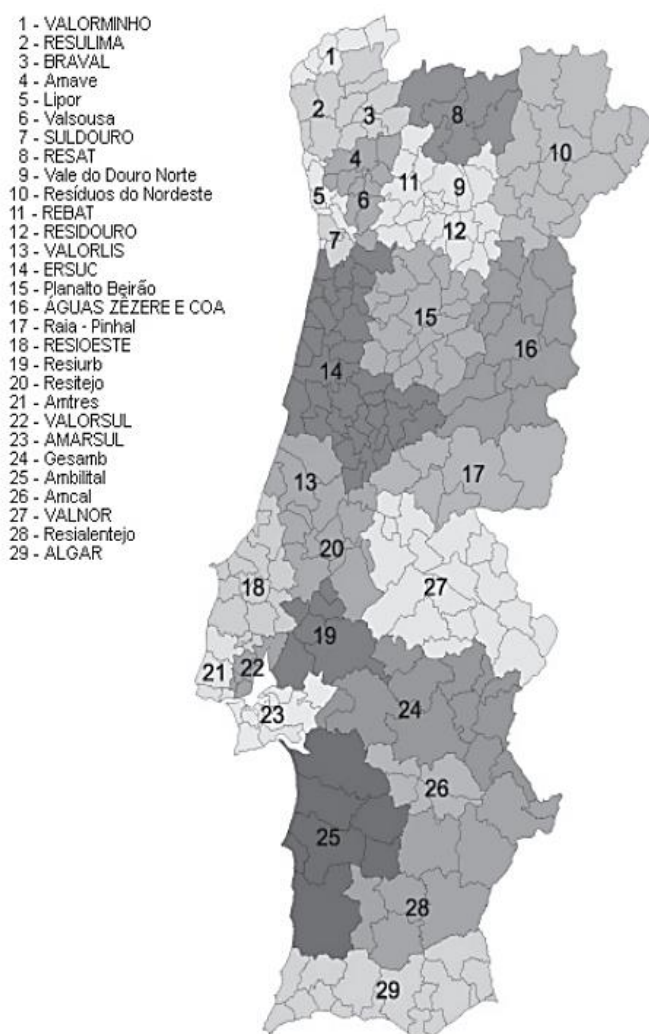 1 - VALORMINHO
2 - RESULIMA
3 - BRAVAL
4 - Amave
5 - Lipor
6 - Valsousa
7 - SULDOURO
8 - RESAT
9 - Vale do Douro Norte
10 - Resíduos do Nordeste
11 - REBAT
12 - RESIDOURO
13 - VALORLIS
14 - ERSUC
15 - Planalto Beirão
16 - ÁGUAS ZÊZERE E COA
17 - Raia - Pinhal
18 - RESIOESTE
19 - Resiurb
20 - Resitejo
21 - Amtres
22 - VALORSUL
23 - AMARSUL
24 - Gesamb
25 - Ambilital
26 - Amcal
27 - VALNOR
28 - Resialentejo
29 - ALGAR
1
2
3
8
10
4
11
9
5
6
12
7
15
16
14
17
13
20
27
18
19
21
22
23
24
26
25
28
29